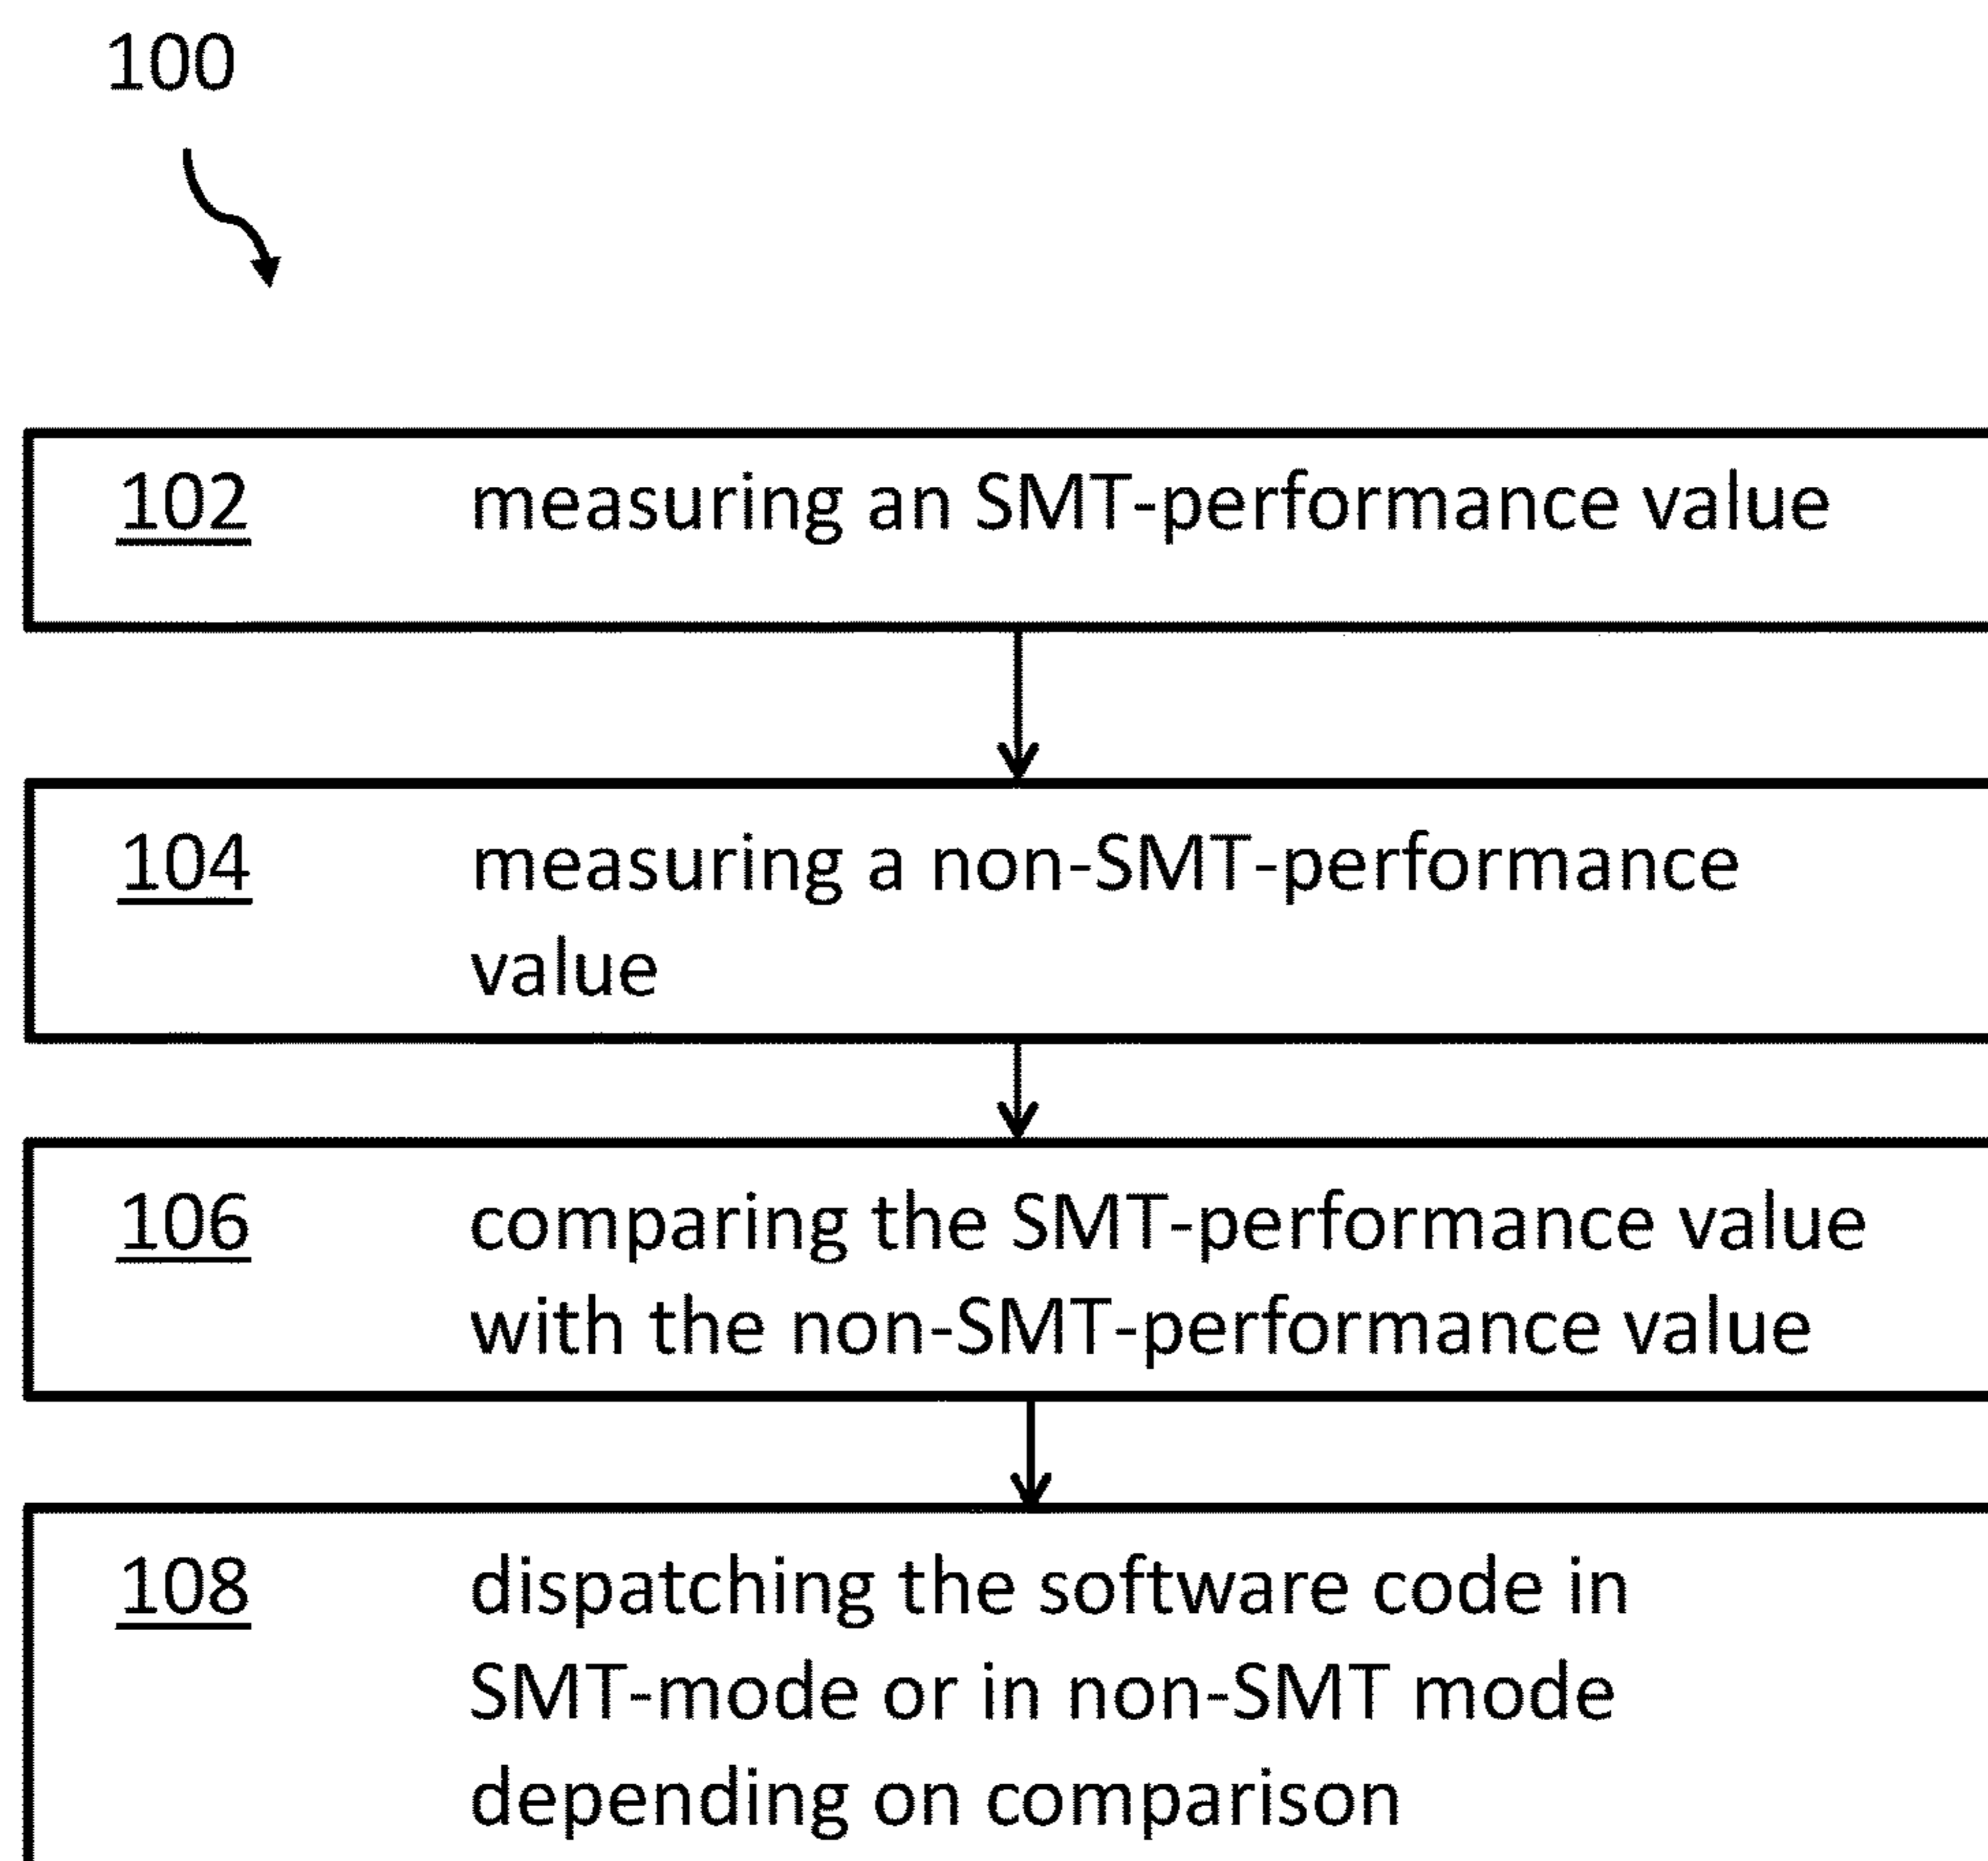 100
102 measuring an SMT-performance value
104 measuring a non-SMT-performance
value
106 comparing the SMT-performance value
with the non-SMT-performance value
108 dispatching the software code in
SMT-mode or in non-SMT mode
depending on comparison